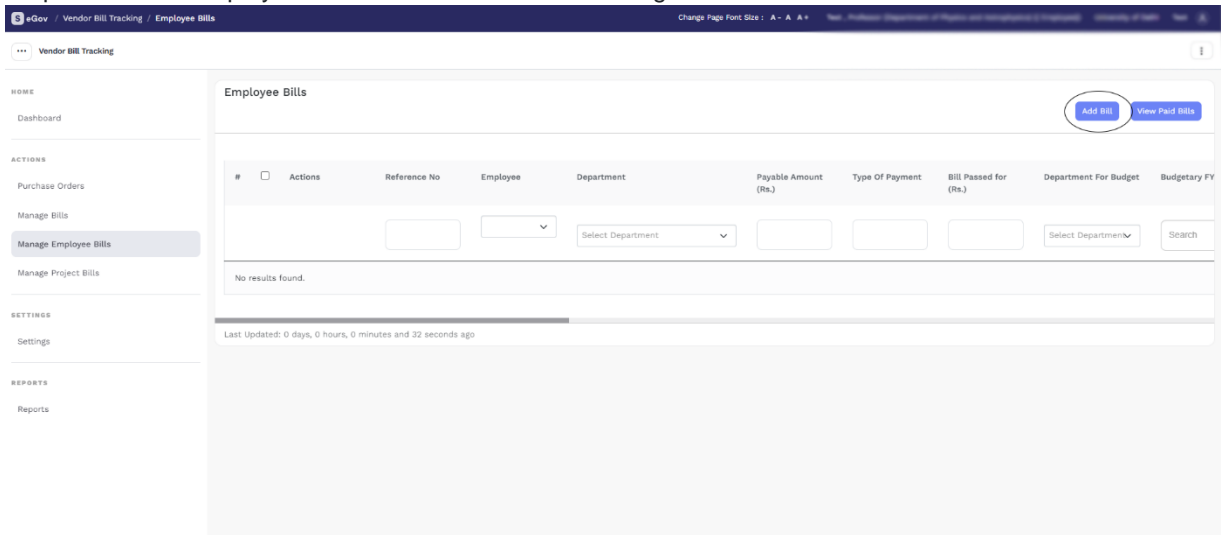 S eGov / Vendor Bill Tracking / Employee Bills
Change Page Font Size : A- A A+
Vendor Bill Tracking
HOME
Dashboard
ACTIONS
Purchase Orders
Manage Bills
Manage Employee Bills
Manage Project Bills
SETTINGS
Settings
REPORTS
Reports
Employee Bills
Add Bill View Paid Bills
# Actions Reference No Employee Department Payable Amount (Rs.) Type Of Payment Bill Passed for (Rs.) Department For Budget Budgetary FY
Select Department Select Department Search
No results found.
Last Updated: 0 days, 0 hours, 0 minutes and 32 seconds ago